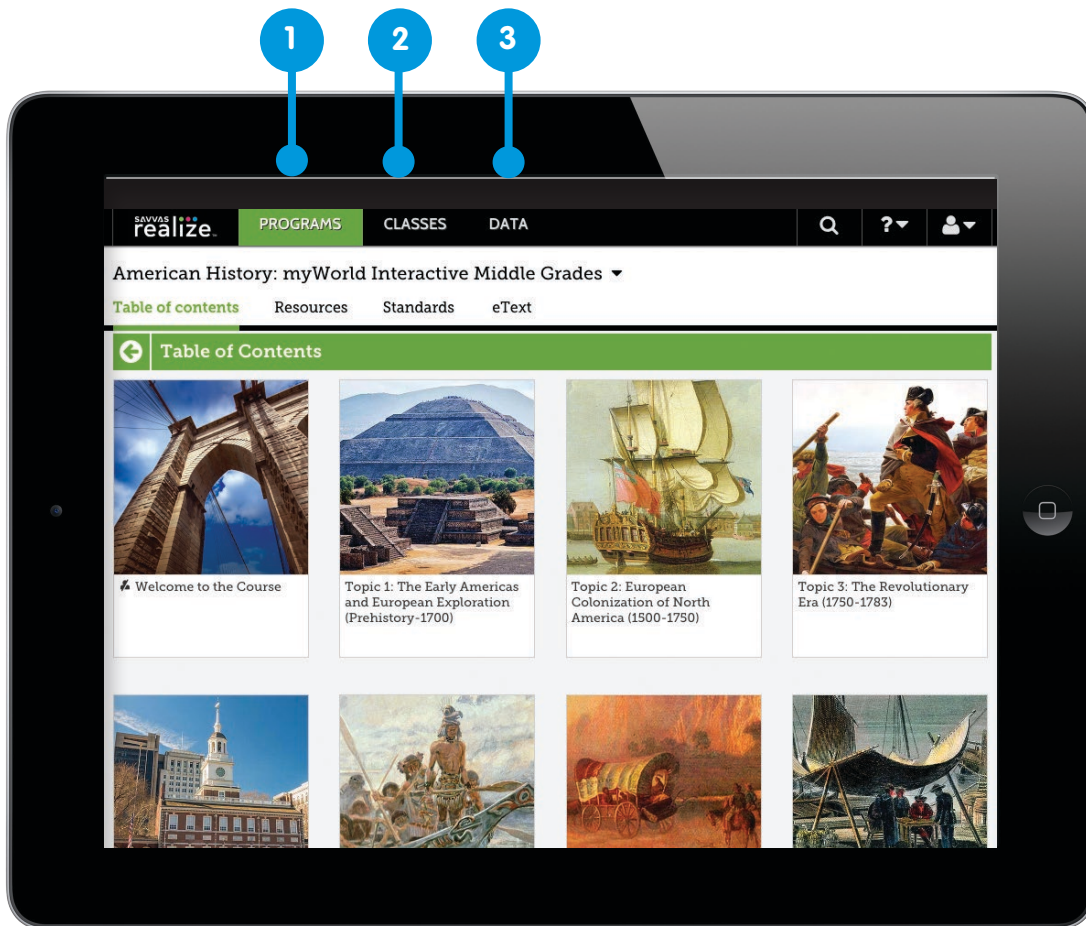 1 2 3
SAVVAS
realize™ PROGRAMS CLASSES DATA ?
American History: myWorld Interactive Middle Grades
Table of contents Resources Standards eText
Table of Contents
Welcome to the Course
Topic 1: The Early Americas
and European Exploration
(Prehistory-1700)
Topic 2: European
Colonization of North
America (1500-1750)
Topic 3: The Revolutionary
Era (1750-1783)